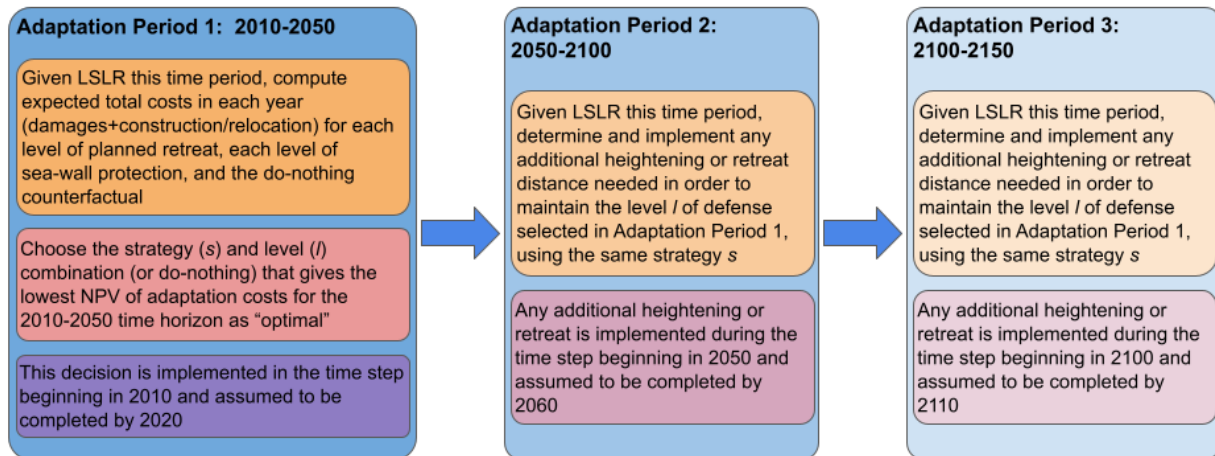 Adaptation Period 1:  2010-2050
Given LSLR this time period, compute
expected total costs in each year
(damages+construction/relocation) for each
level of planned retreat, each level of
sea-wall protection, and the do-nothing
counterfactual
Choose the strategy (s) and level (l)
combination (or do-nothing) that gives the
lowest NPV of adaptation costs for the
2010-2050 time horizon as “optimal”
This decision is implemented in the time step
beginning in 2010 and assumed to be
completed by 2020
Adaptation Period 2:
2050-2100
Given LSLR this time period,
determine and implement any
additional heightening or retreat
distance needed in order to
maintain the level l of defense
selected in Adaptation Period 1,
using the same strategy s
Any additional heightening or
retreat is implemented during the
time step beginning in 2050 and
assumed to be completed by
2060
Adaptation Period 3:
2100-2150
Given LSLR this time period,
determine and implement any
additional heightening or retreat
distance needed in order to
maintain the level l of defense
selected in Adaptation Period 1,
using the same strategy s
Any additional heightening or
retreat is implemented during the
time step beginning in 2100 and
assumed to be completed by
2110